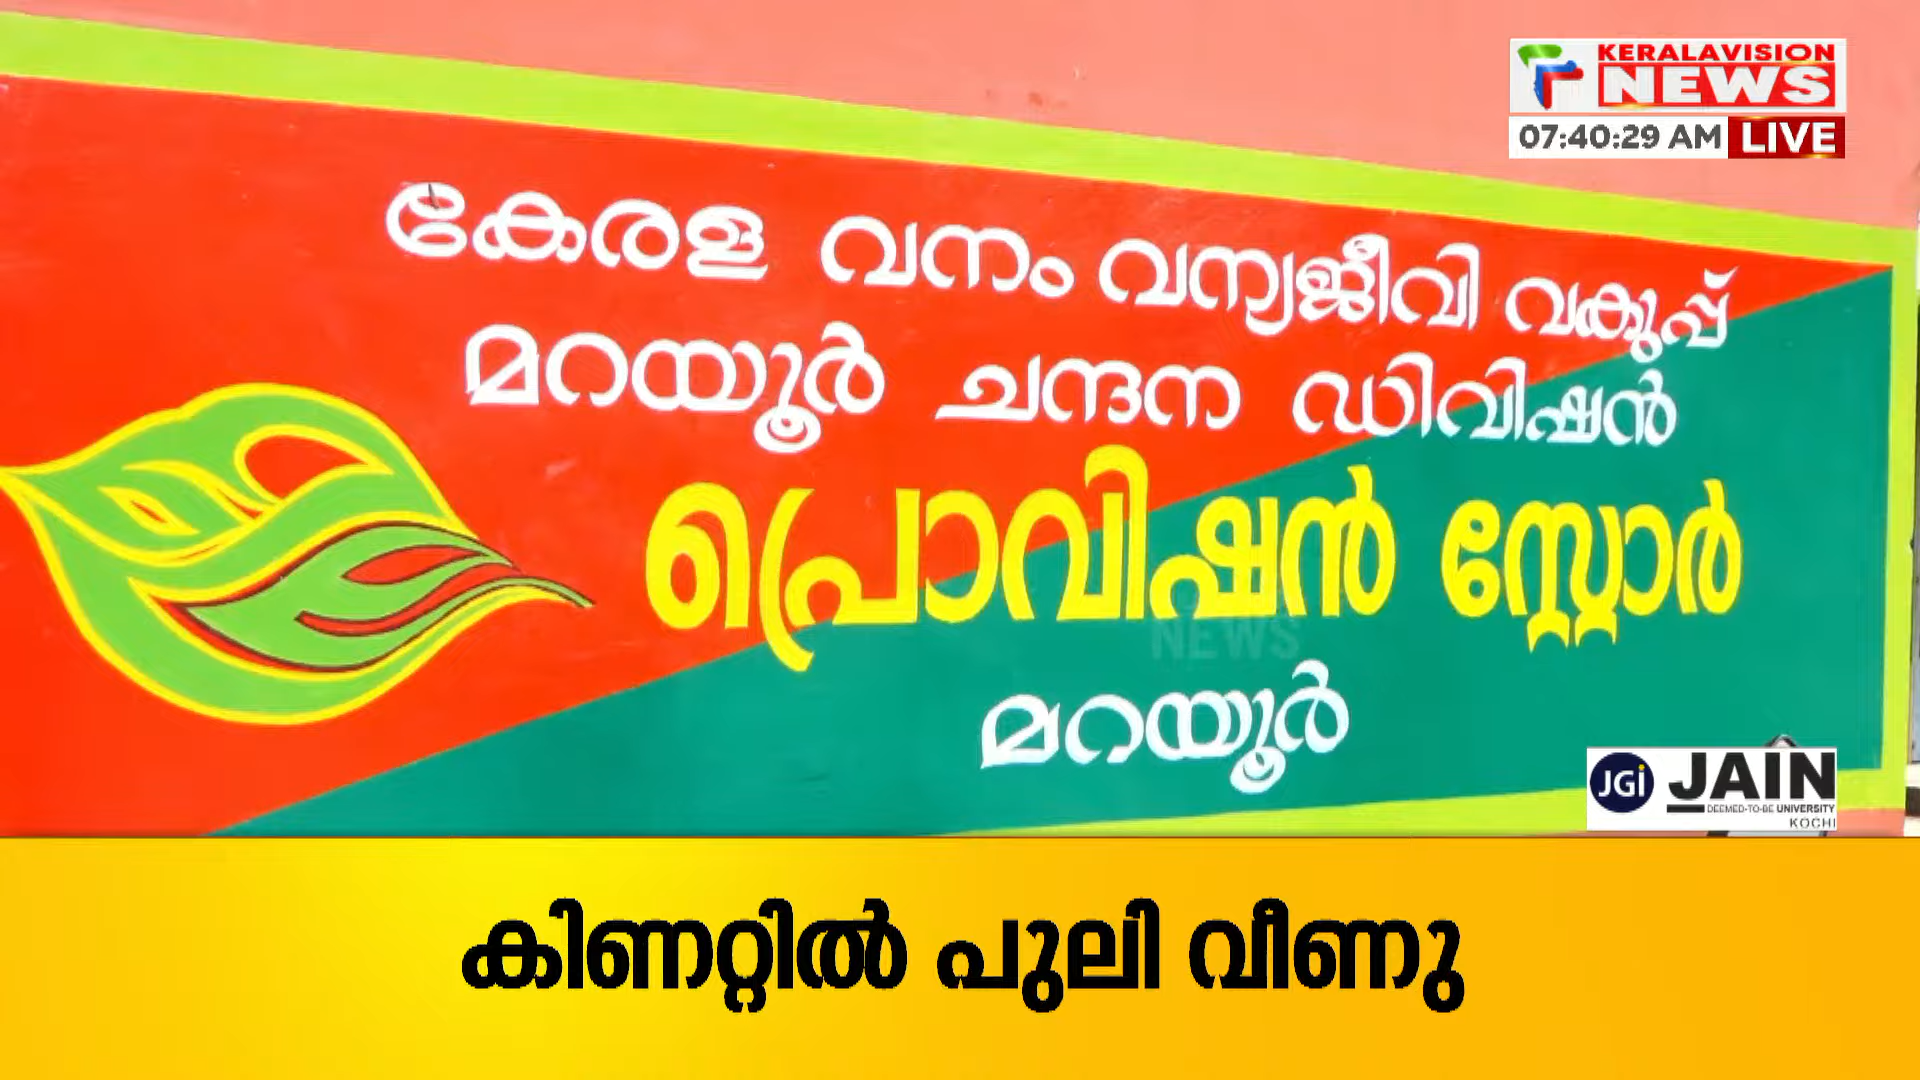 KERALAVISION
NEWS
07:40:29 AM LIVE
കേരള വനം വന്യജീവി വകുപ്പ്
മറയൂർ ചന്ദന ഡിവിഷൻ
പ്രൊവിഷൻ സ്റ്റോർ
NEWS
മറയൂർ
JGi JAIN
DEEMED-TO-BE UNIVERSITY
KOCHI
കിണറ്റിൽ പുലി വീണു